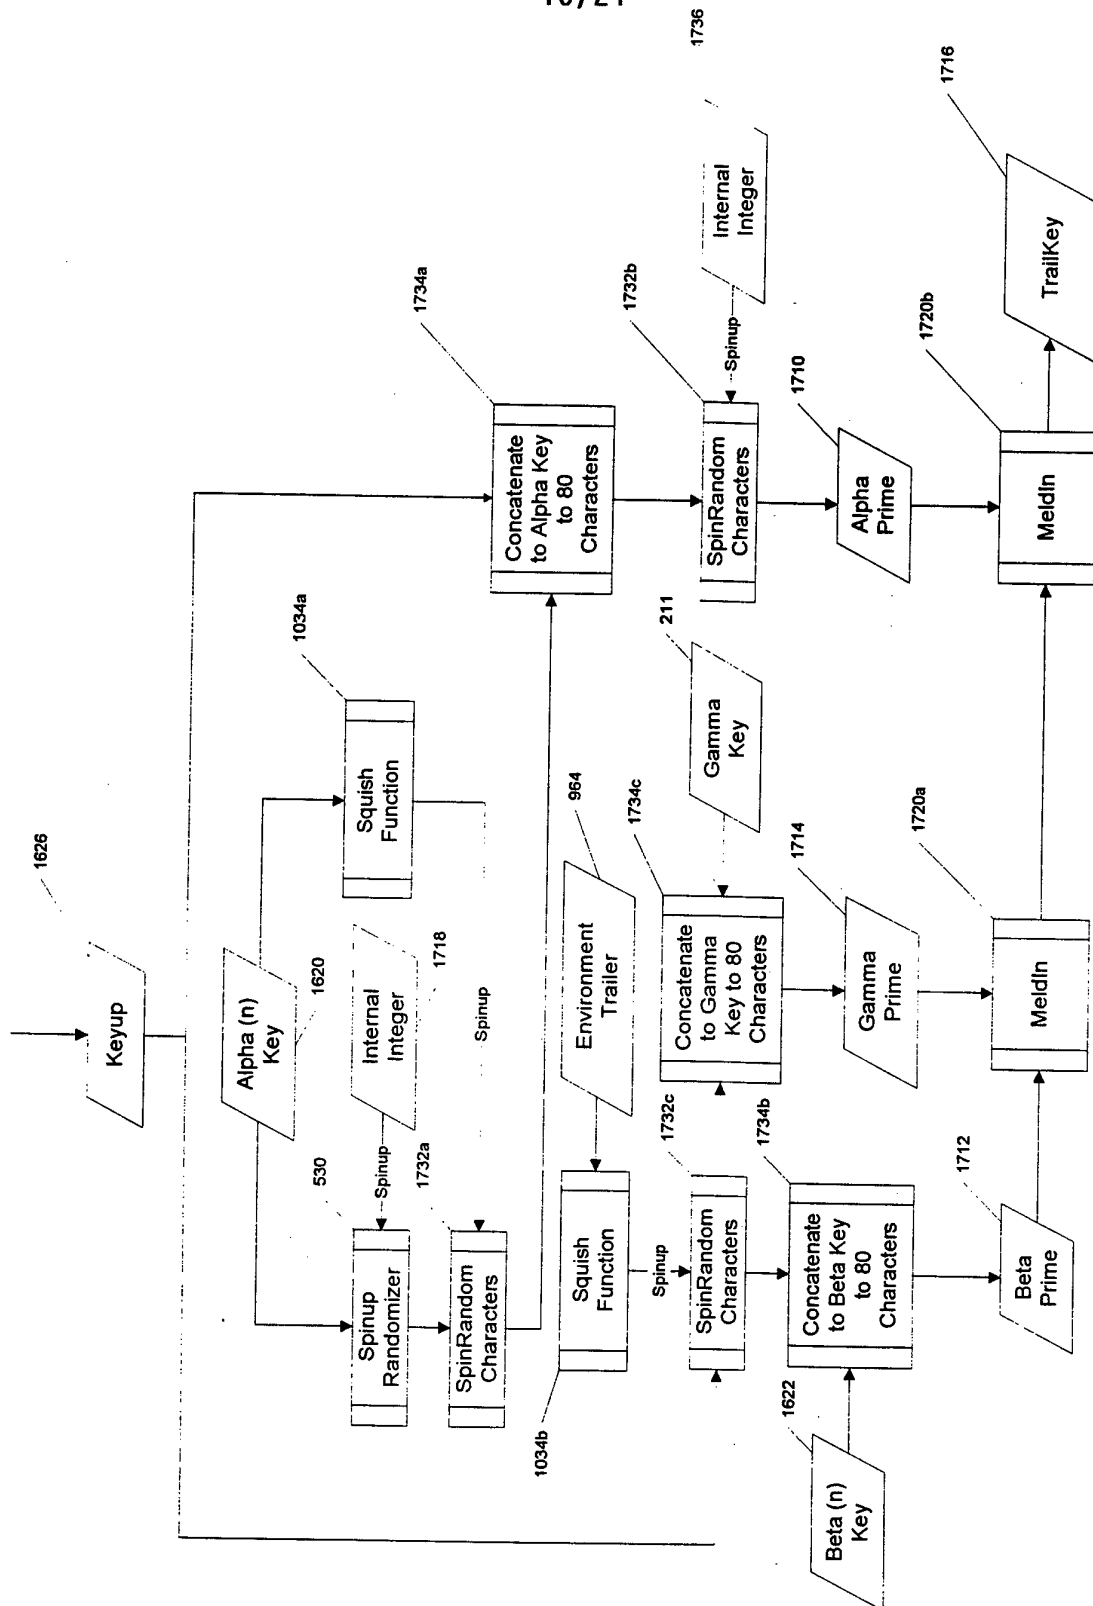 1626
Keyup
Alpha (n)
Key
1620
530
Spinup
Randomizer
Spinup
Internal
Integer
1718
1732a
SpinRandom
Characters
Squish
Function
1034a
Spinup
1734a
Concatenate
to Alpha Key
to 80
Characters
1034b
Squish
Function
Environment
Trailer
964
Spinup
1732c
SpinRandom
Characters
1734c
Concatenate
to Gamma
Key to 80
Characters
Gamma
Key
211
1732b
SpinRandom
Characters
Spinup
Internal
Integer
1736
1622
Beta (n)
Key
1734b
Concatenate
to Beta Key
to 80
Characters
1714
Gamma
Prime
1710
Alpha
Prime
1712
Beta
Prime
1720a
MeldIn
1720b
MeldIn
1716
TrailKey